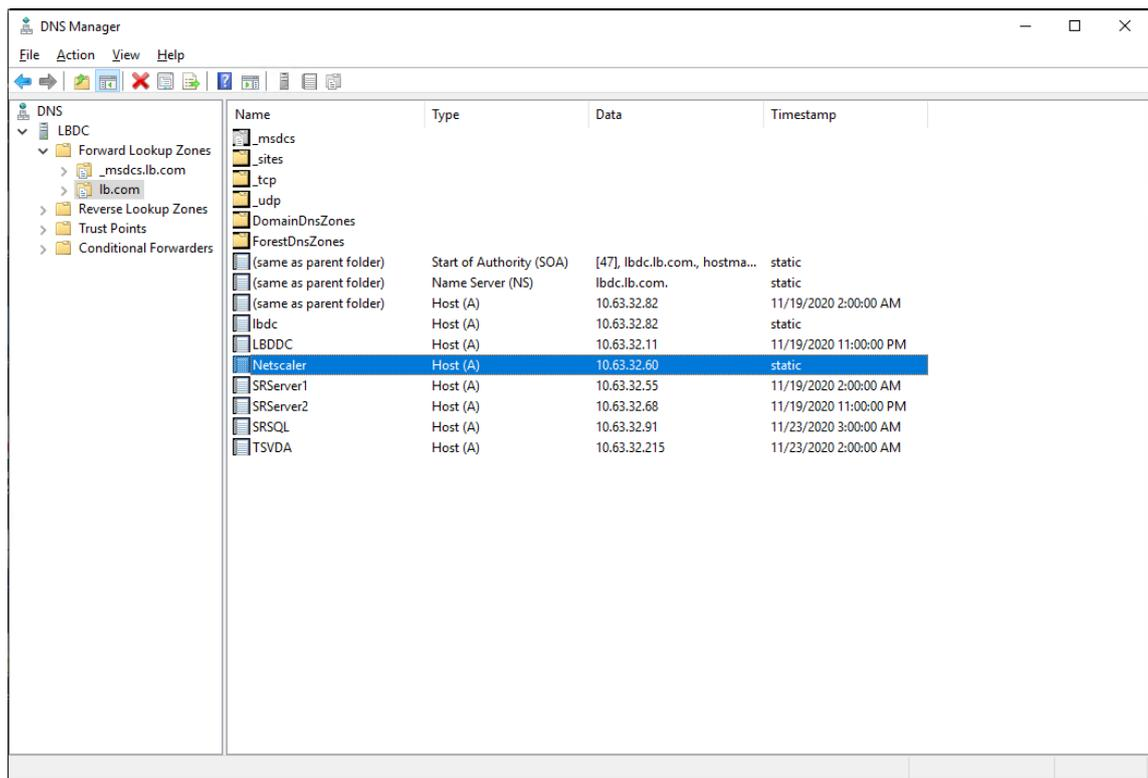 DNS Manager
File Action View Help
DNS
LBDC
Forward Lookup Zones
_msdcs.lb.com
lb.com
Reverse Lookup Zones
Trust Points
Conditional Forwarders
Name Type Data Timestamp
_msdcs
_sites
_tcp
_udp
DomainDnsZones
ForestDnsZones
(same as parent folder) Start of Authority (SOA) [47], lbdc.lb.com., hostma... static
(same as parent folder) Name Server (NS) lbdc.lb.com. static
(same as parent folder) Host (A) 10.63.32.82 11/19/2020 2:00:00 AM
lbdc Host (A) 10.63.32.82 static
LBDDC Host (A) 10.63.32.11 11/19/2020 11:00:00 PM
Netscaler Host (A) 10.63.32.60 static
SRServer1 Host (A) 10.63.32.55 11/19/2020 2:00:00 AM
SRServer2 Host (A) 10.63.32.68 11/19/2020 11:00:00 PM
SRSQL Host (A) 10.63.32.91 11/23/2020 3:00:00 AM
TSVDA Host (A) 10.63.32.215 11/23/2020 2:00:00 AM